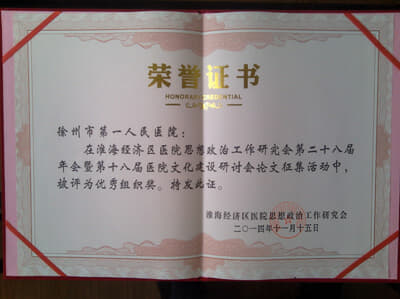 荣誉证书
HONORARY CREDENTIAL
徐州市第一人民医院：
在淮海经济区医院思想政治工作研究会第二十八届
年会暨第十八届医院文化建设研讨会论文征集活动中，
被评为优秀组织奖。特发此证。
淮海经济区医院思想政治工作研究会
二〇一四年十一月十五日